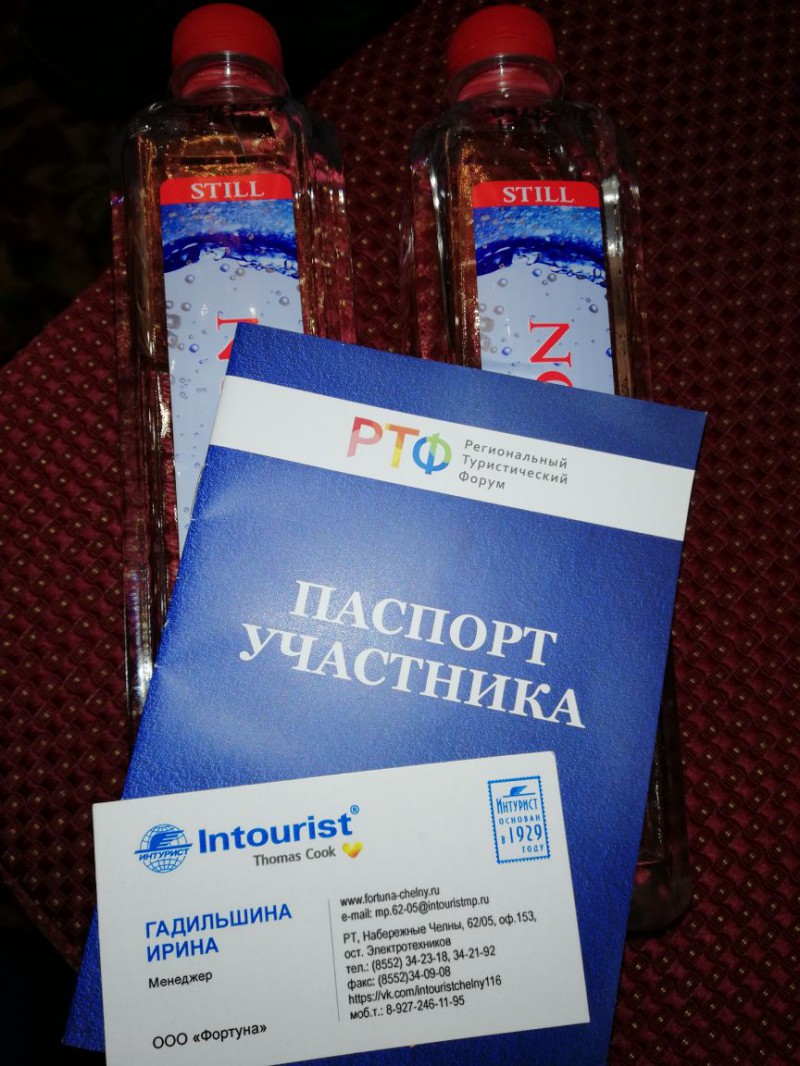 STILL
STILL
РТФ
Региональный
Туристический
Форум
ПАСПОРТ
УЧАСТНИКА
ИНТУРИСТ
Intourist®
Thomas Cook
ИНТУРИСТ
ОСНОВАН
в 1929
ГОДУ
ГАДИЛЬШИНА
ИРИНА
Менеджер
ООО «Фортуна»
www.fortuna-chelny.ru
e-mail: mp.62-05@intouristmp.ru
РТ, Набережные Челны, 62/05, оф.153,
ост. Электротехников
тел.: (8552) 34-23-18, 34-21-92
факс: (8552)34-09-08
https://vk.com/intouristchelny116
моб.т.: 8-927-246-11-95